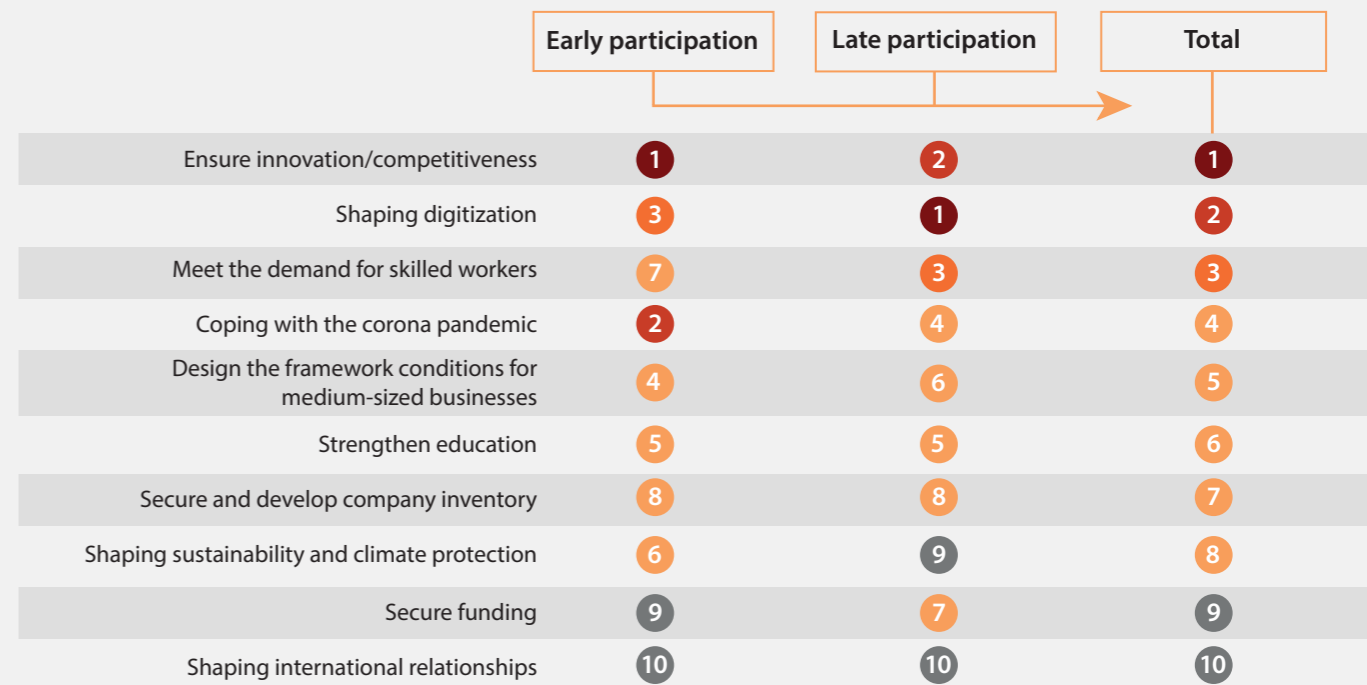 Early participation Late participation Total
Ensure innovation/competitiveness 1 2 1
Shaping digitization 3 1 2
Meet the demand for skilled workers 7 3 3
Coping with the corona pandemic 2 4 4
Design the framework conditions for
medium-sized businesses 4 6 5
Strengthen education 5 5 6
Secure and develop company inventory 8 8 7
Shaping sustainability and climate protection 6 9 8
Secure funding 9 7 9
Shaping international relationships 10 10 10